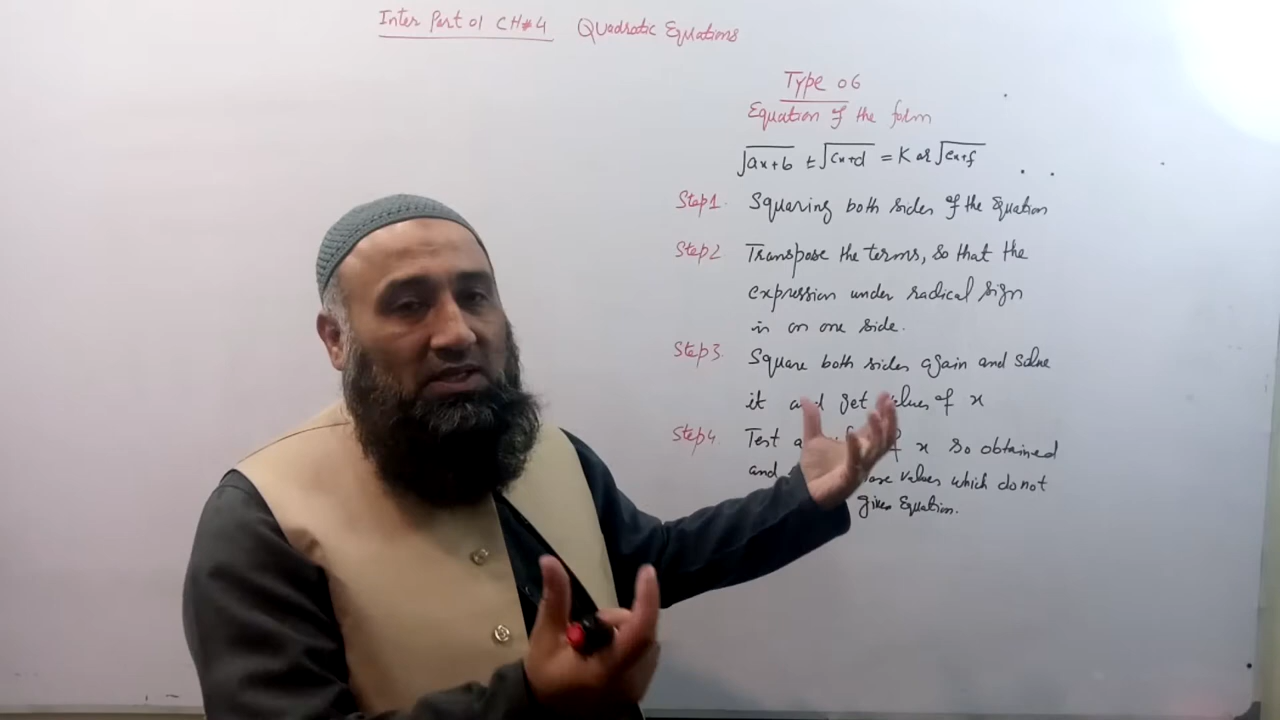 Inter Part 01 CH#4 Quadratic Equations
Type 06
Equation of the form
√ax+b ± √cx+d = K or √ex+f
Step1. Squaring both sides of the Equation
Step2 Transpose the terms, so that the
expression under radical sign
is on one side.
Step3. Square both sides again and solve
it and get values of x
Step4. Test x so obtained
and values which do not
given Equation.